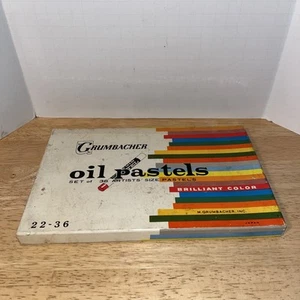 GRUMBACHER
oil pastels
SET of 36 ARTISTS' SIZE PASTELS
BRILLIANT COLOR
22-36
M. GRUMBACHER, INC.